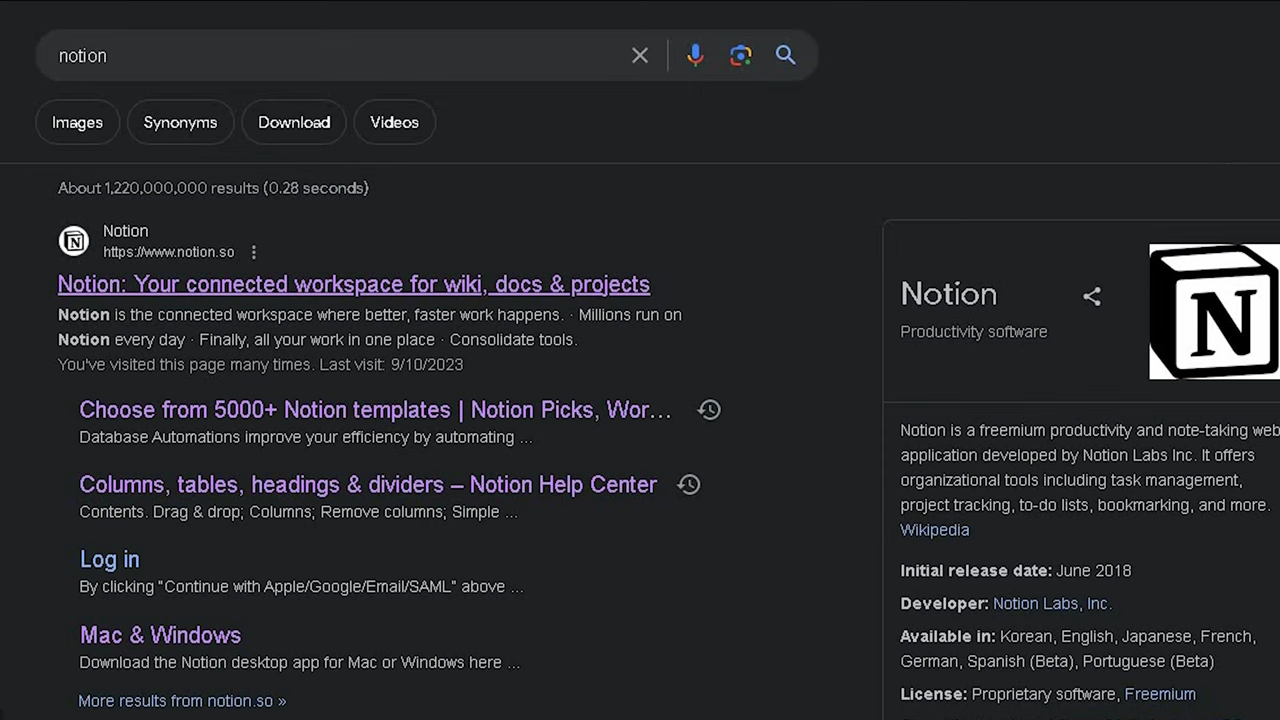 notion
Images
Synonyms
Download
Videos
About 1,220,000,000 results (0.28 seconds)
Notion
https://www.notion.so
Notion: Your connected workspace for wiki, docs & projects
Notion is the connected workspace where better, faster work happens. · Millions run on
Notion every day · Finally, all your work in one place · Consolidate tools.
You've visited this page many times. Last visit: 9/10/2023
Choose from 5000+ Notion templates | Notion Picks, Wor...
Database Automations improve your efficiency by automating ...
Columns, tables, headings & dividers – Notion Help Center
Contents. Drag & drop; Columns; Remove columns; Simple ...
Log in
By clicking "Continue with Apple/Google/Email/SAML" above ...
Mac & Windows
Download the Notion desktop app for Mac or Windows here ...
More results from notion.so »
Notion
Productivity software
N
Notion is a freemium productivity and note-taking web
application developed by Notion Labs Inc. It offers
organizational tools including task management,
project tracking, to-do lists, bookmarking, and more.
Wikipedia
Initial release date: June 2018
Developer: Notion Labs, Inc.
Available in: Korean, English, Japanese, French,
German, Spanish (Beta), Portuguese (Beta)
License: Proprietary software, Freemium